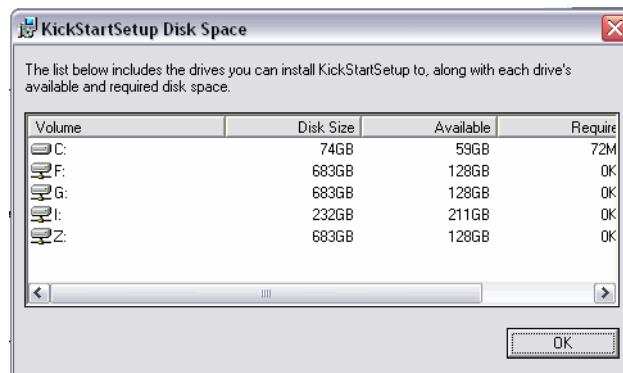 KickStartSetup Disk Space
The list below includes the drives you can install KickStartSetup to, along with each drive's
available and required disk space.
Volume Disk Size Available Require
C: 74GB 59GB 72M
F: 683GB 128GB 0K
G: 683GB 128GB 0K
I: 232GB 211GB 0K
Z: 683GB 128GB 0K
OK